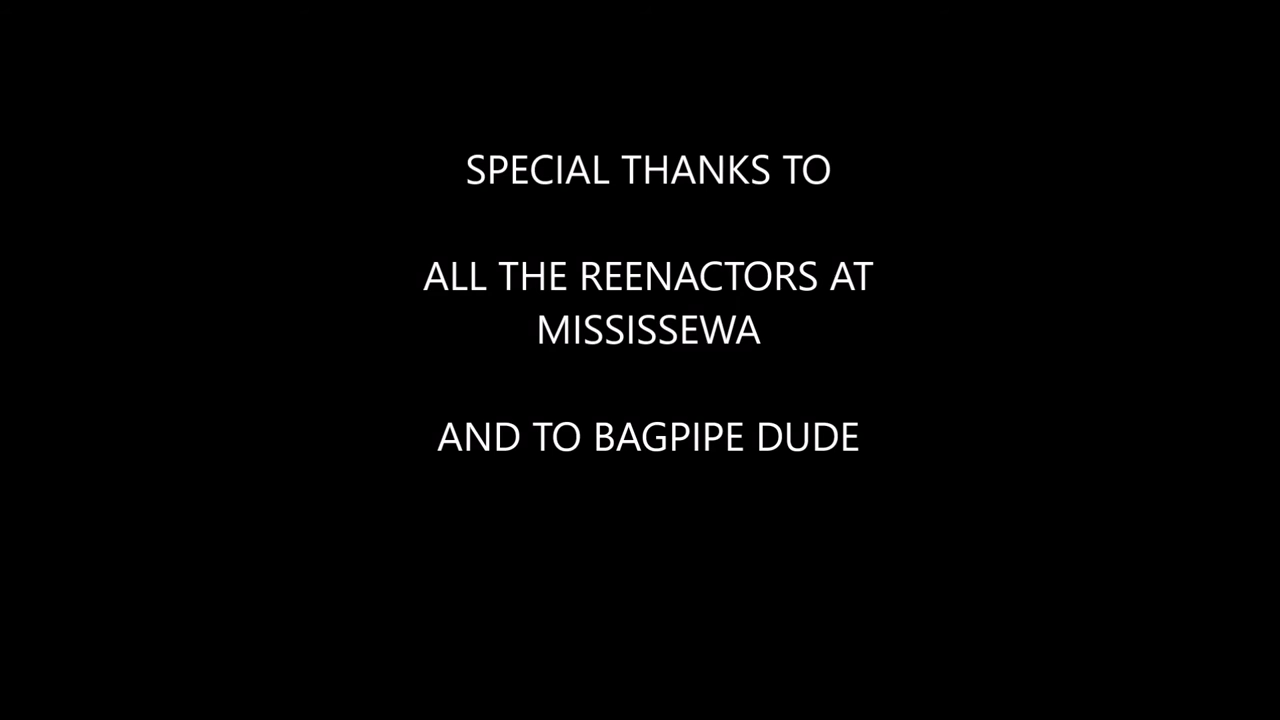 SPECIAL THANKS TO
ALL THE REENACTORS AT
MISSISSEWA
AND TO BAGPIPE DUDE